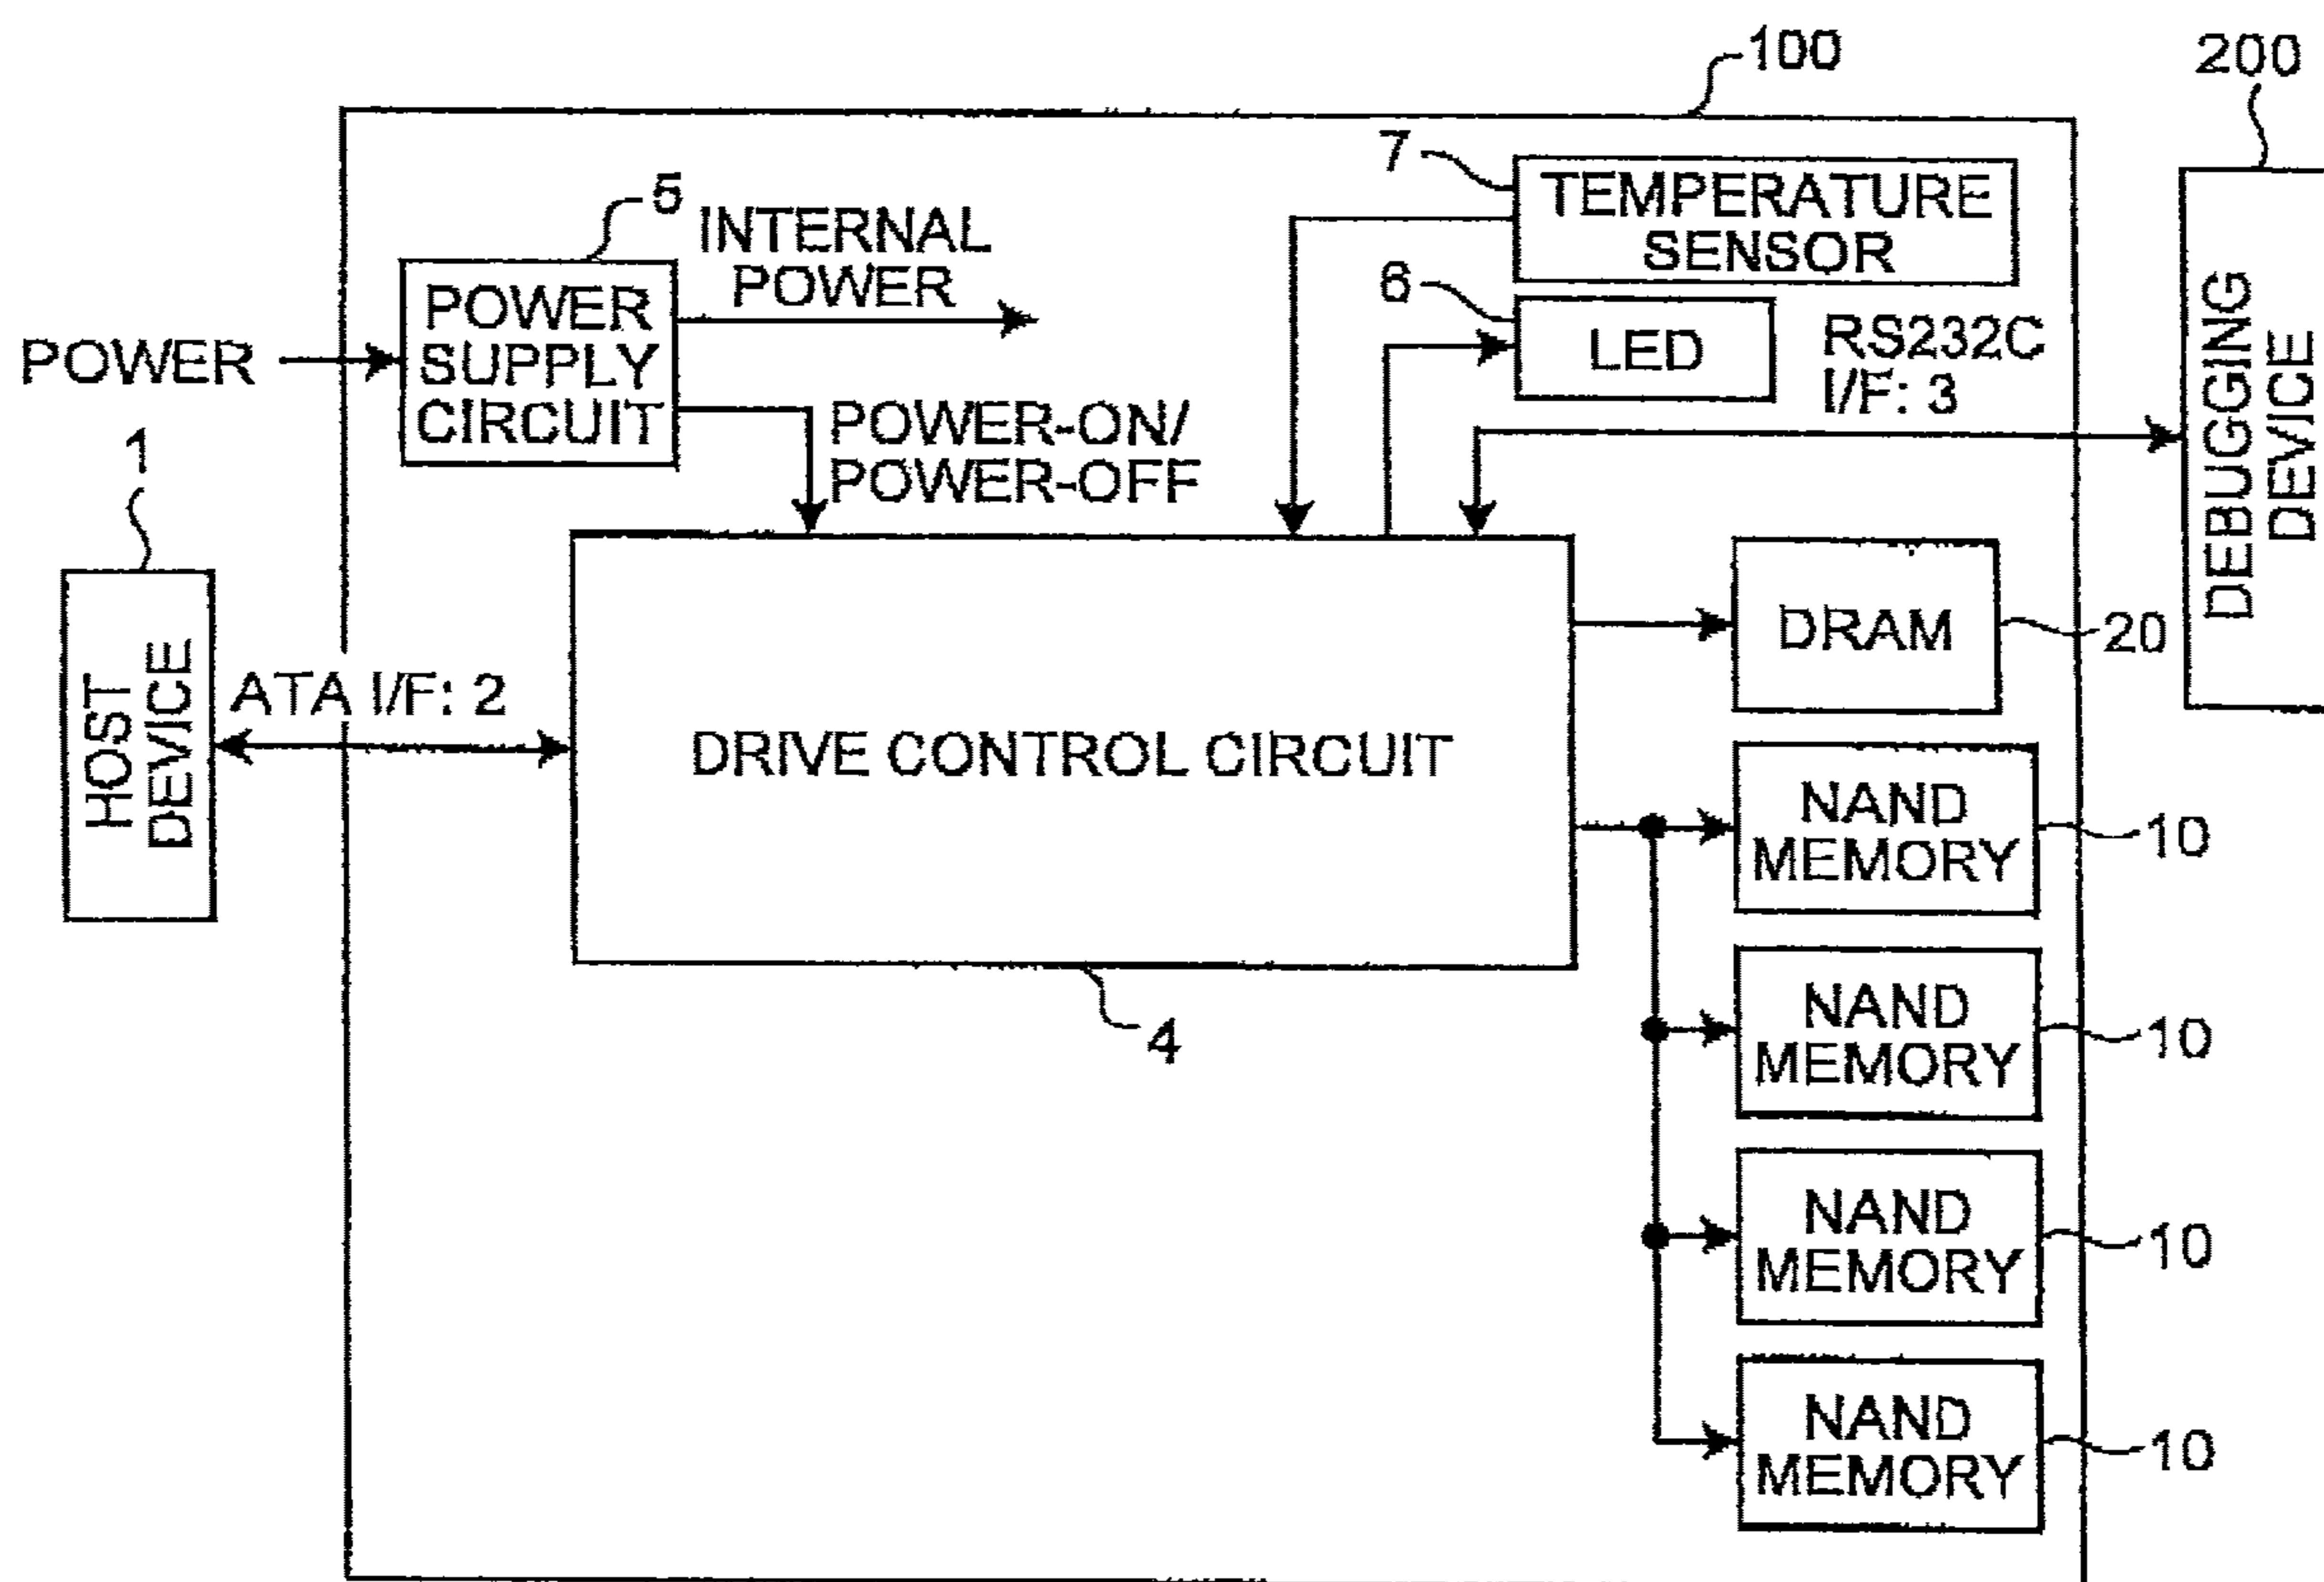 100
200
7
TEMPERATURE
SENSOR
5
INTERNAL
POWER
6
LED
RS232C
I/F: 3
POWER
SUPPLY
CIRCUIT
POWER
POWER-ON/
POWER-OFF
DEBUGGING
DEVICE
1
HOST
DEVICE
ATA I/F: 2
DRIVE CONTROL CIRCUIT
4
DRAM
20
NAND
MEMORY
10
NAND
MEMORY
10
NAND
MEMORY
10
NAND
MEMORY
10